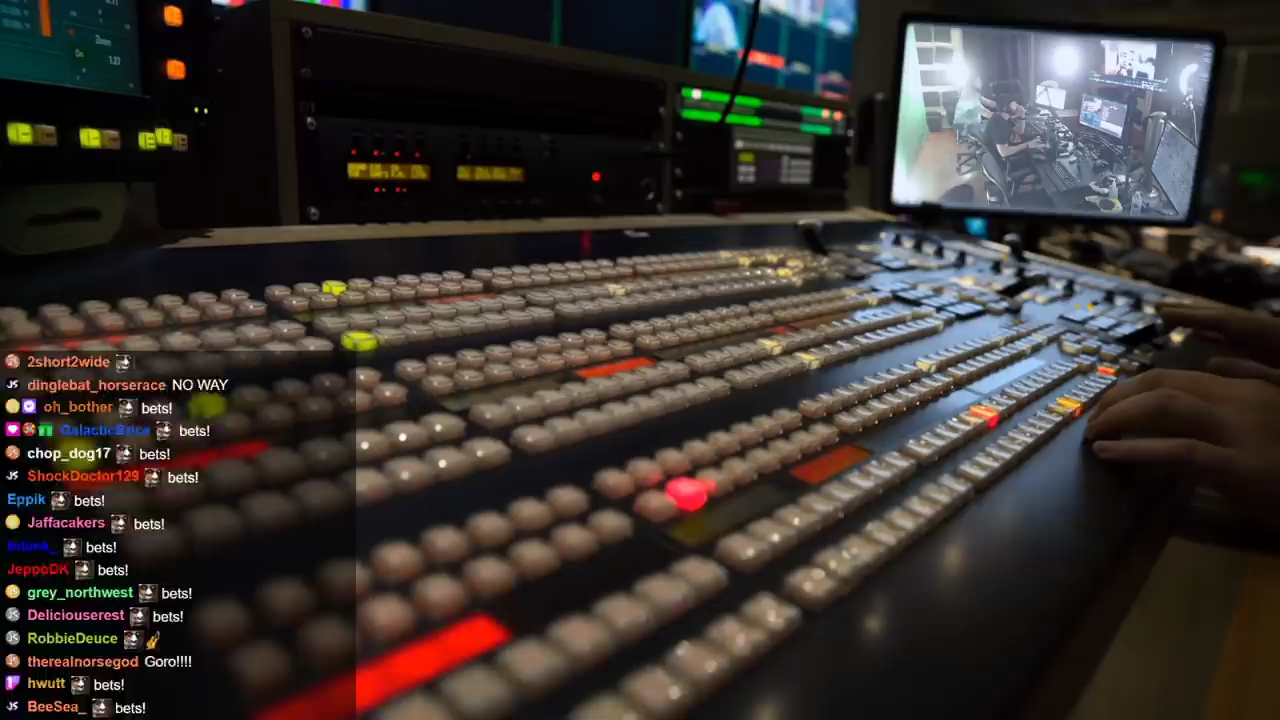 2short2wide
dinglebat_horserace NO WAY
oh_bother bets!
GalacticBrice bets!
chop_dog17 bets!
ShockDoctor129 bets!
Eppik bets!
Jaffacakers bets!
bets!
JeppoDK bets!
grey_northwest bets!
Deliciouserest bets!
RobbieDeuce
therealnorsegod Goro!!!!
hwutt bets!
BeeSea_ bets!